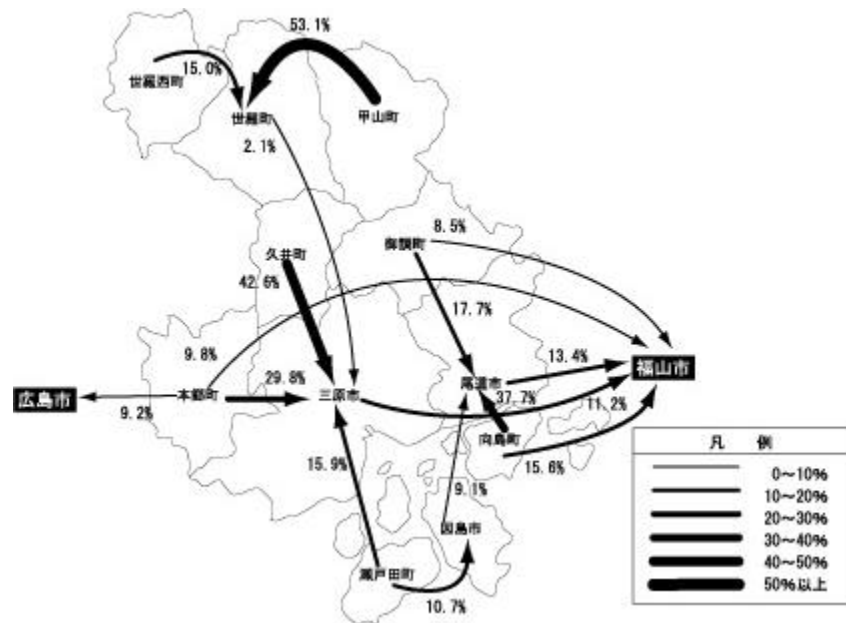 53.1%
15.0%
世羅西町
世羅町
甲山町
2.1%
8.5%
御調町
久井町
42.6%
17.7%
9.8%
13.4%
福山市
尾道市
29.8%
37.7%
広島市
本郷町
三原市
11.2%
9.2%
向島町
15.6%
15.9%
9.1%
因島市
瀬戸田町
10.7%
凡 例
0～10%
10～20%
20～30%
30～40%
40～50%
50%以上